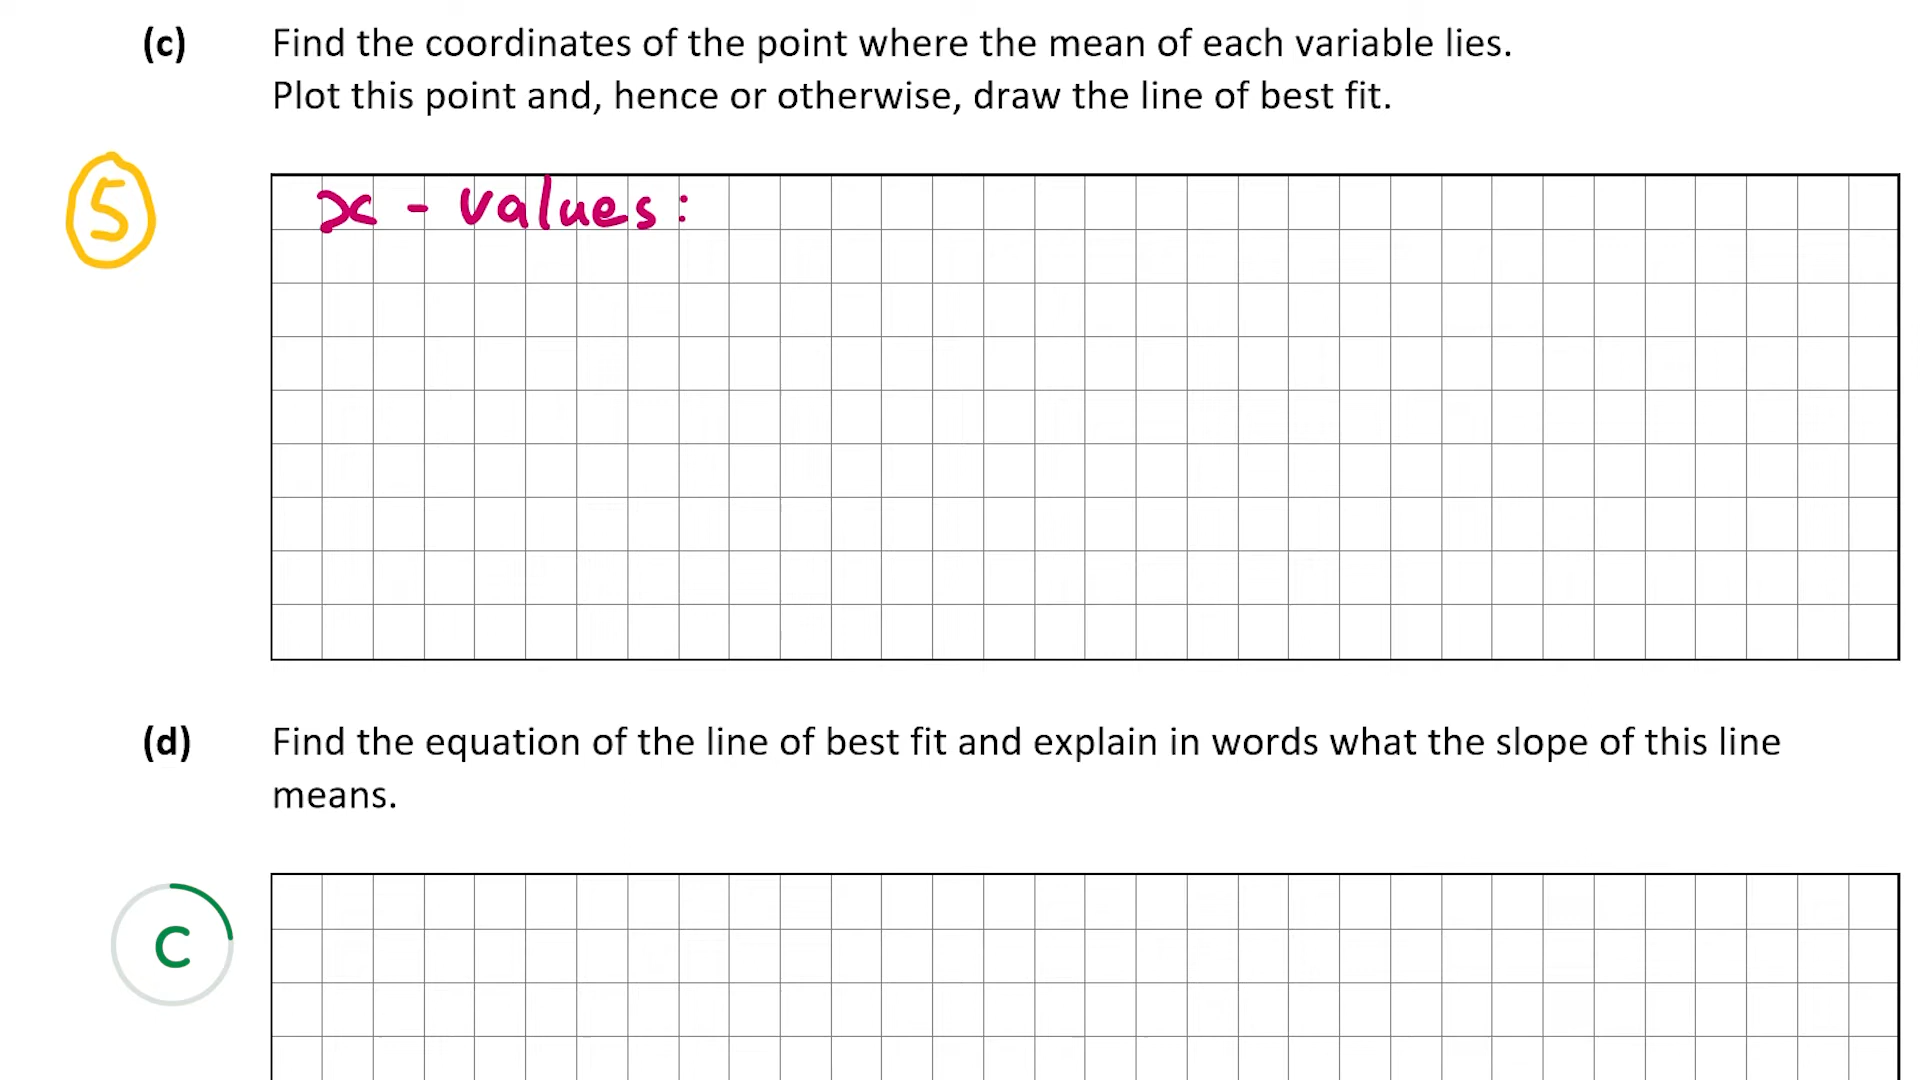 (c) Find the coordinates of the point where the mean of each variable lies.
Plot this point and, hence or otherwise, draw the line of best fit.
5
x - values:
(d) Find the equation of the line of best fit and explain in words what the slope of this line
means.
C